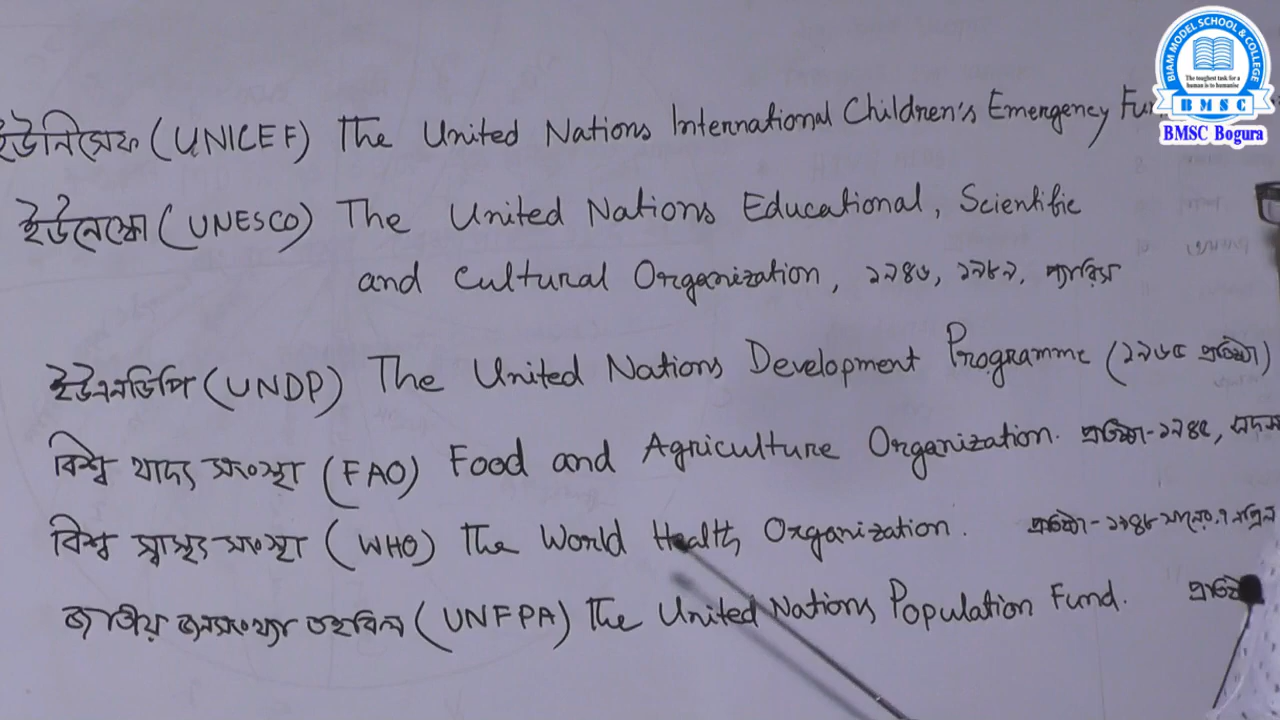 BIAM MODEL SCHOOL & COLLEGE
The toughest task for a
human is to humanise
BMSC
BMSC Bogura
ইউনিসেফ (UNICEF) The United Nations International Children's Emergency
ইউনেস্কো (UNESCO) The United Nations Educational, Scientific
and Cultural Organization, ১৯৪৬, ১৯৮৯, প্যারিস
ইউএনডিপি (UNDP) The United Nations Development Programme (১৯৬৫ প্রতিষ্ঠা)
বিশ্ব খাদ্য সংস্থা (FAO) Food and Agriculture Organization. প্রতিষ্ঠা-১৯৪৫,
বিশ্ব স্বাস্থ্য সংস্থা (WHO) The World Health Organization. প্রতিষ্ঠা-১৯৪৮ সালের ৭ এপ্রিল
জাতীয় জনসংখ্যা তহবিল (UNFPA) The United Nations Population Fund.